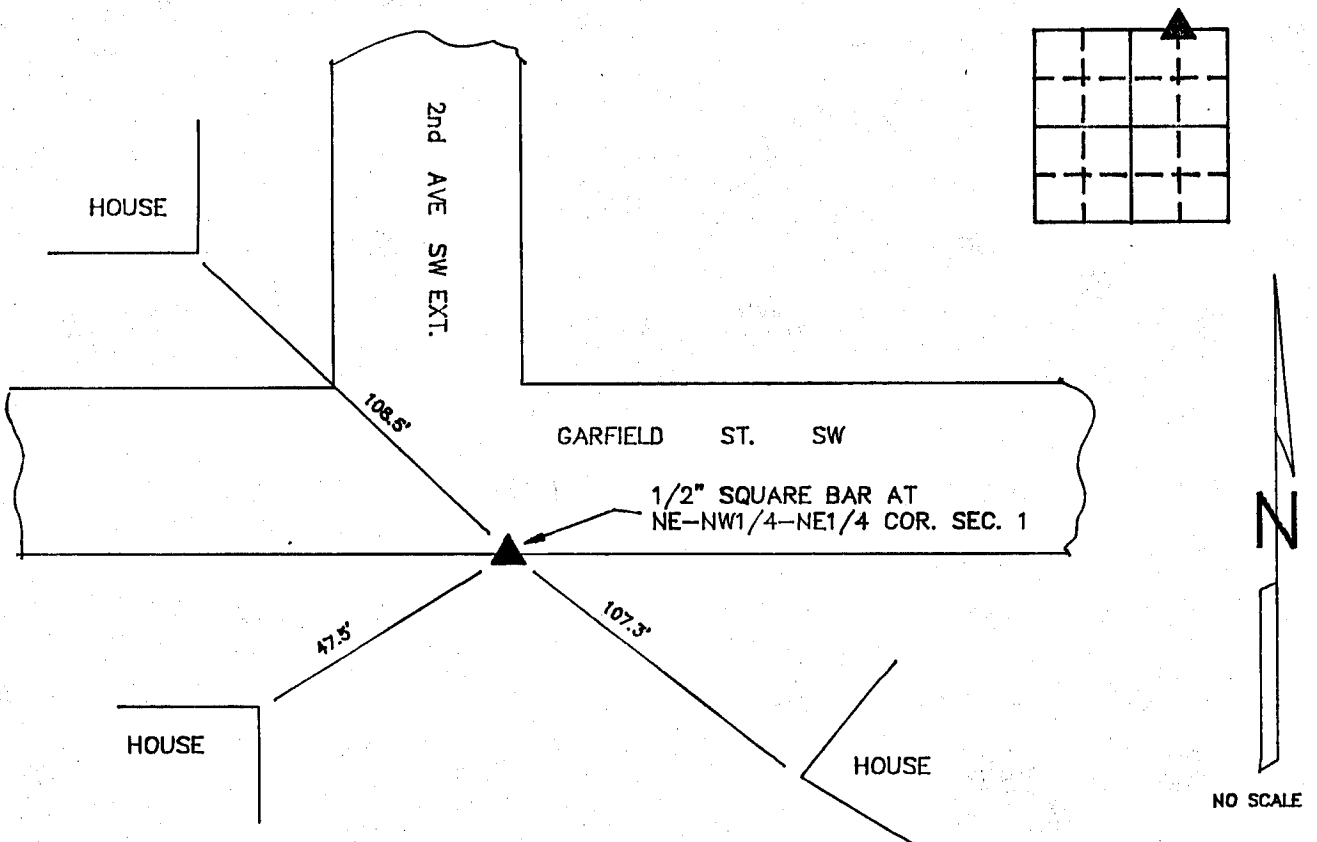 2nd AVE SW EXT.
HOUSE
108.5'
GARFIELD ST. SW
1/2" SQUARE BAR AT
NE-NW1/4-NE1/4 COR. SEC. 1
N
47.5'
107.3'
HOUSE
HOUSE
NO SCALE